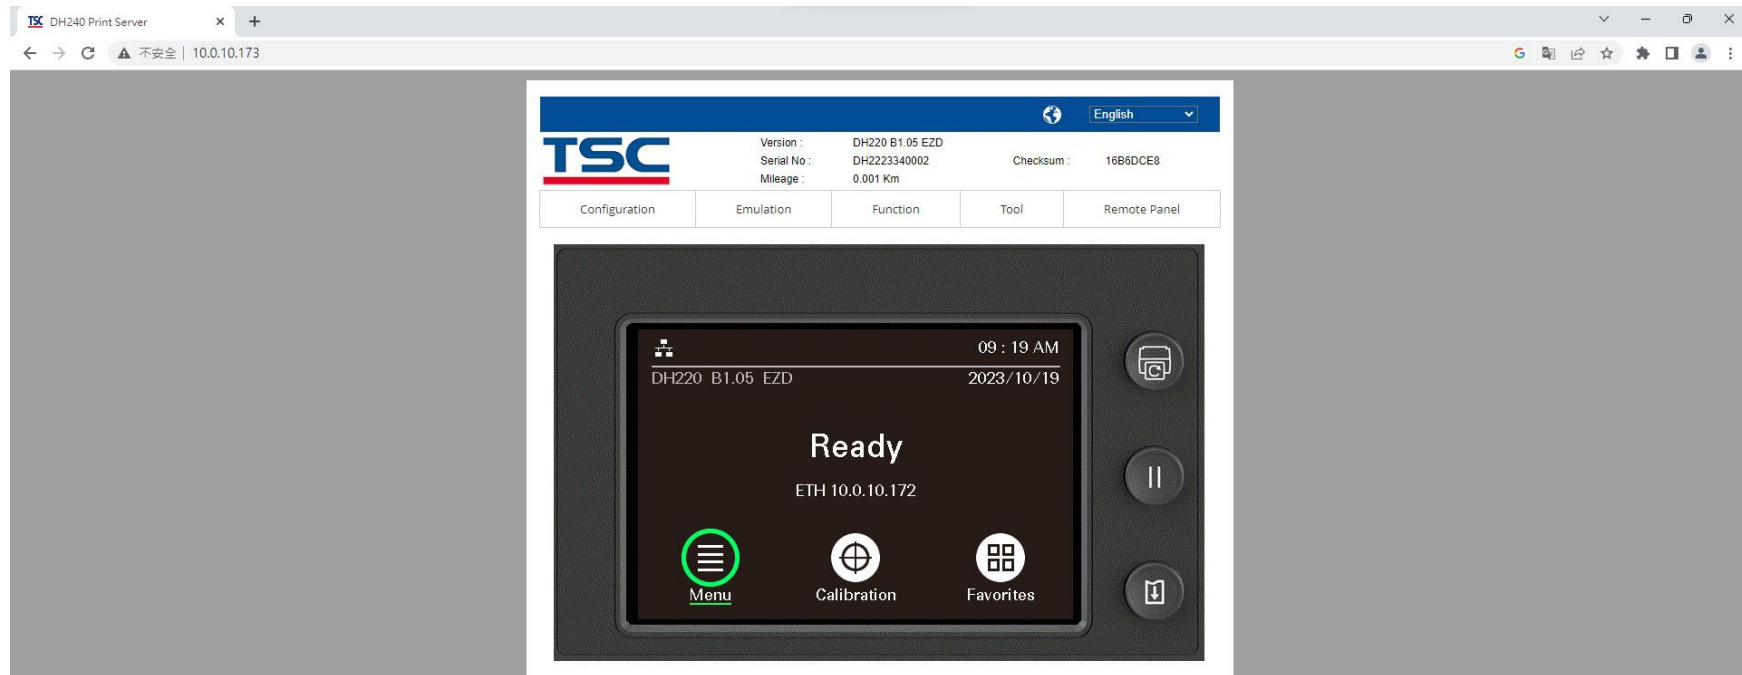 TSC DH240 Print Server
不安全 | 10.0.10.173
English
TSC
Version : DH220 B1.05 EZD
Serial No : DH2223340002 Checksum : 16B6DCE8
Mileage : 0.001 Km
Configuration Emulation Function Tool Remote Panel
09 : 19 AM
DH220 B1.05 EZD 2023/10/19
Ready
ETH 10.0.10.172
Menu Calibration Favorites